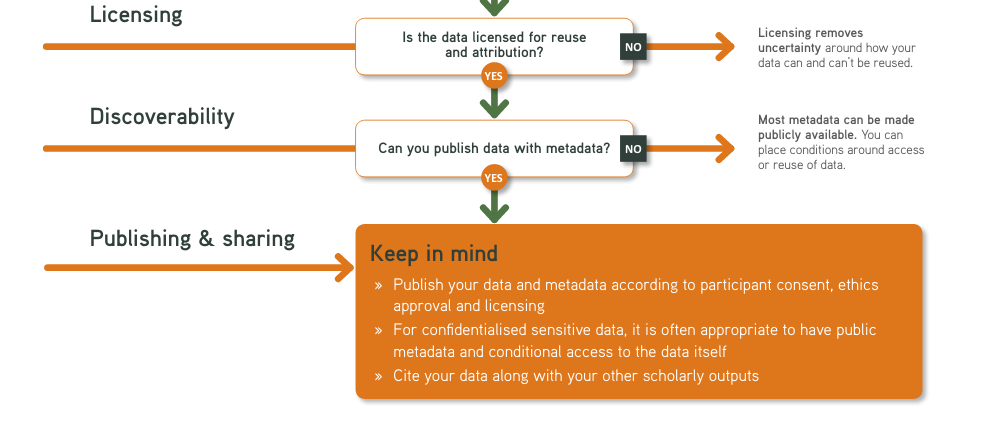 Licensing
Is the data licensed for reuse
and attribution?
NO
Licensing removes
uncertainty around how your
data can and can't be reused.
YES
Discoverability
Can you publish data with metadata?
NO
Most metadata can be made
publicly available. You can
place conditions around access
or reuse of data.
YES
Publishing & sharing
Keep in mind
» Publish your data and metadata according to participant consent, ethics
approval and licensing
» For confidentialised sensitive data, it is often appropriate to have public
metadata and conditional access to the data itself
» Cite your data along with your other scholarly outputs